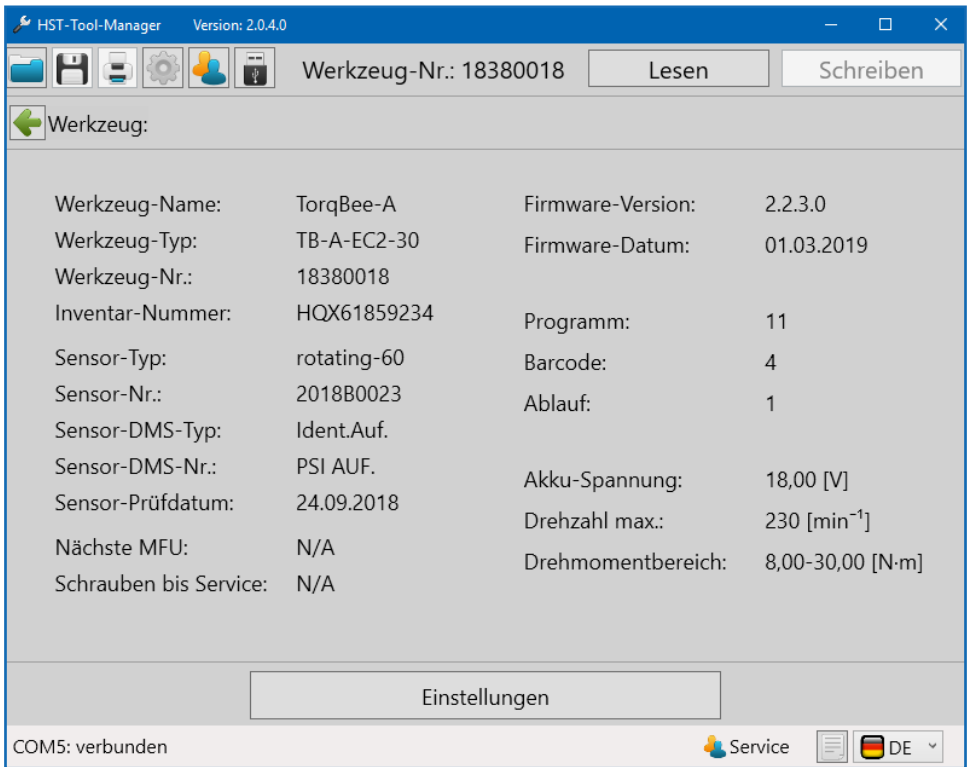 HST-Tool-Manager Version: 2.0.4.0
Werkzeug-Nr.: 18380018 Lesen Schreiben
Werkzeug:
Werkzeug-Name: TorqBee-A
Werkzeug-Typ: TB-A-EC2-30
Werkzeug-Nr.: 18380018
Inventar-Nummer: HQX61859234
Sensor-Typ: rotating-60
Sensor-Nr.: 2018B0023
Sensor-DMS-Typ: Ident.Auf.
Sensor-DMS-Nr.: PSI AUF.
Sensor-Prüfdatum: 24.09.2018
Nächste MFU: N/A
Schrauben bis Service: N/A
Firmware-Version: 2.2.3.0
Firmware-Datum: 01.03.2019
Programm: 11
Barcode: 4
Ablauf: 1
Akku-Spannung: 18,00 [V]
Drehzahl max.: 230 [min⁻¹]
Drehmomentbereich: 8,00-30,00 [N·m]
Einstellungen
COM5: verbunden Service DE